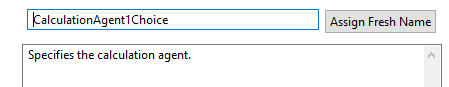 CalculationAgent1Choice
Assign Fresh Name
Specifies the calculation agent.